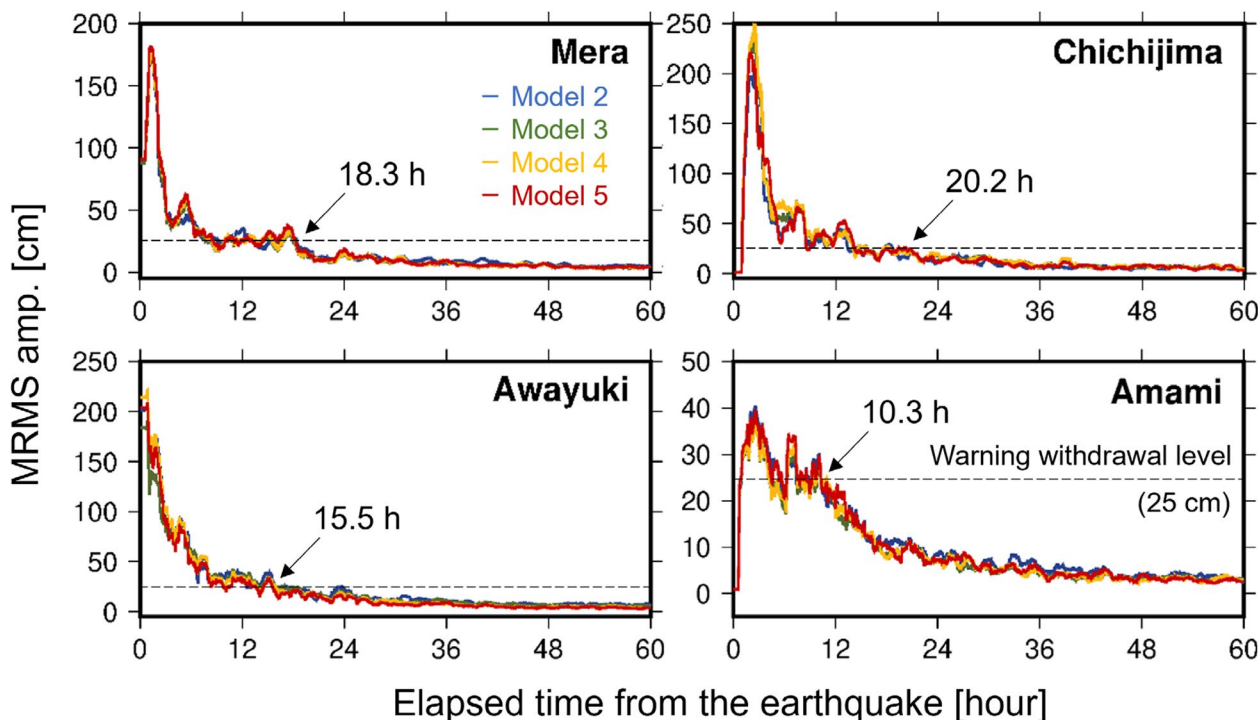 MRMS amp. [cm]
200
150
100
50
0
Mera
Model 2
Model 3
Model 4
Model 5
18.3 h
0 12 24 36 48 60
250
200
150
100
50
0
Chichijima
20.2 h
0 12 24 36 48 60
250
200
150
100
50
0
Awayuki
15.5 h
0 12 24 36 48 60
50
40
30
20
10
0
Amami
10.3 h
Warning withdrawal level
(25 cm)
0 12 24 36 48 60
Elapsed time from the earthquake [hour]